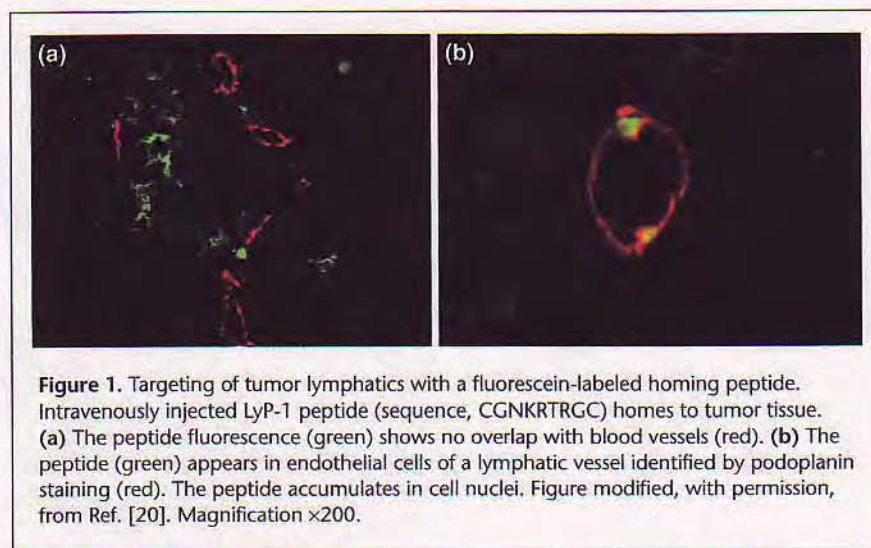 (a)
(b)
Figure 1. Targeting of tumor lymphatics with a fluorescein-labeled homing peptide.
Intravenously injected LyP-1 peptide (sequence, CGNKRTRGC) homes to tumor tissue.
(a) The peptide fluorescence (green) shows no overlap with blood vessels (red). (b) The
peptide (green) appears in endothelial cells of a lymphatic vessel identified by podoplanin
staining (red). The peptide accumulates in cell nuclei. Figure modified, with permission,
from Ref. [20]. Magnification ×200.